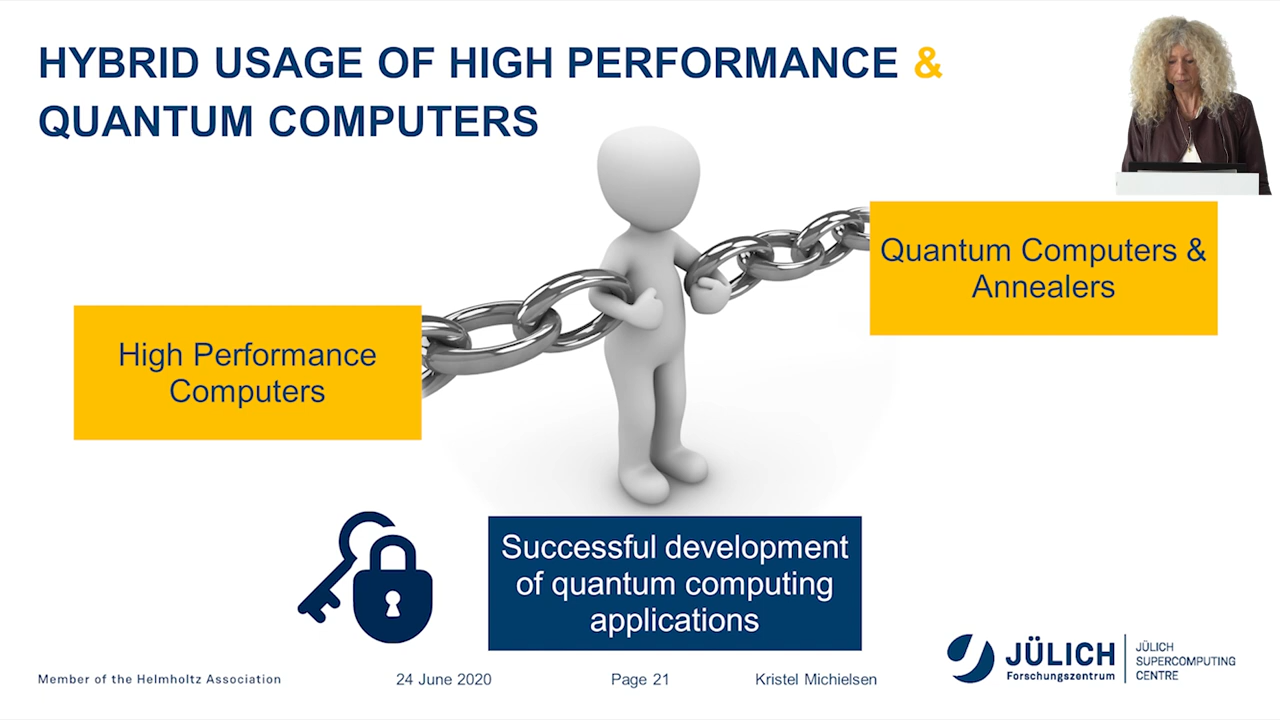 HYBRID USAGE OF HIGH PERFORMANCE &
QUANTUM COMPUTERS
Quantum Computers &
Annealers
High Performance
Computers
Successful development
of quantum computing
applications
Member of the Helmholtz Association
24 June 2020
Page 21
Kristel Michielsen
JÜLICH
Forschungszentrum
JÜLICH
SUPERCOMPUTING
CENTRE